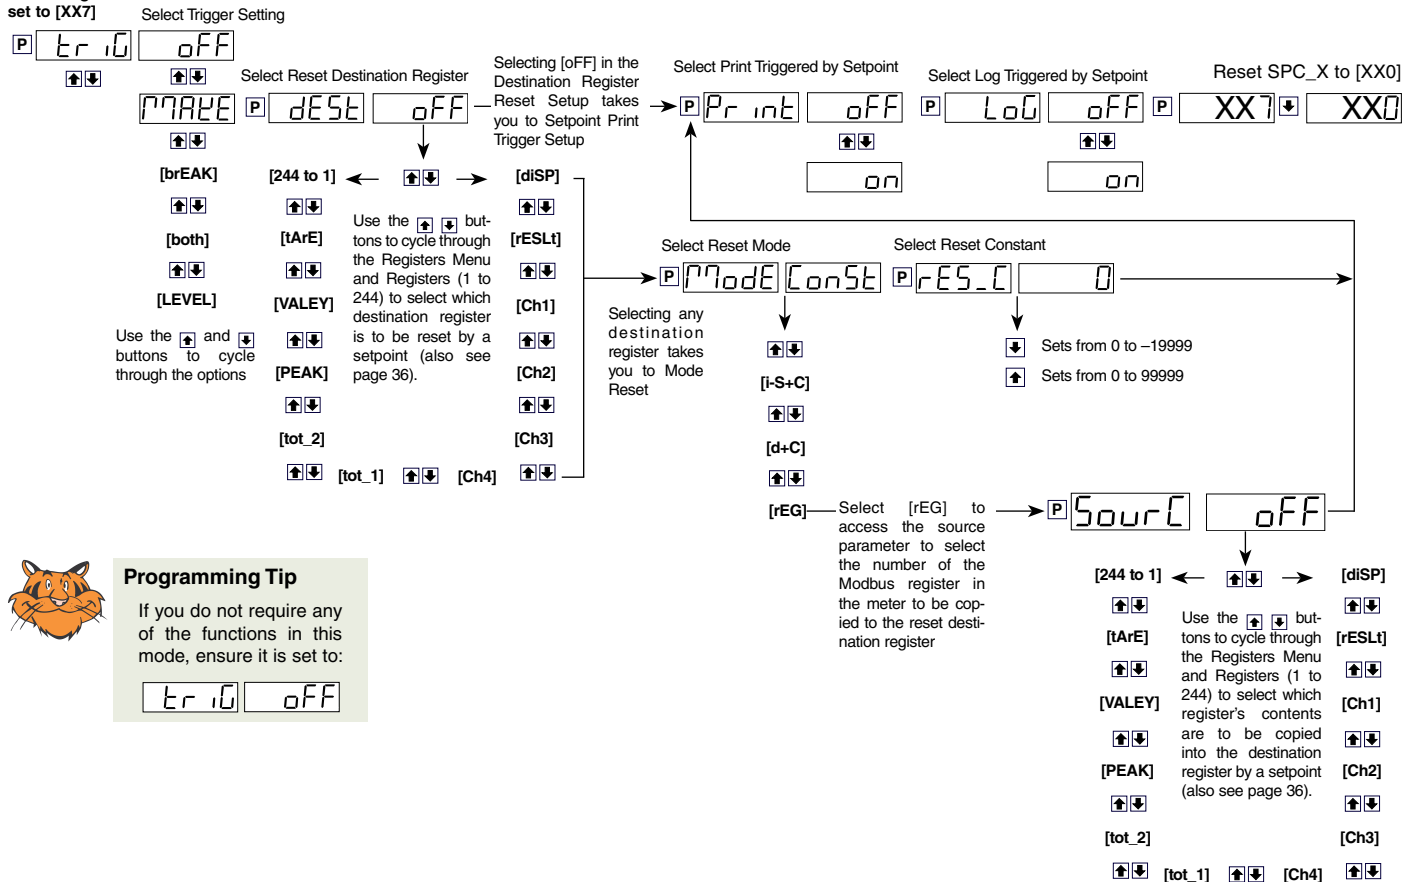 set to [XX7]
Select Trigger Setting
P triG oFF
MAKE
[brEAK]
[both]
[LEVEL]
Use the and
buttons to cycle
through the options
Select Reset Destination Register
P dESt oFF
[244 to 1]
[tArE]
[VALEY]
[PEAK]
[tot_2]
[tot_1]
[Ch4]
Use the but-
tons to cycle through
the Registers Menu
and Registers (1 to
244) to select which
destination register
is to be reset by a
setpoint (also see
page 36).
[diSP]
[rESLt]
[Ch1]
[Ch2]
[Ch3]
Selecting [oFF] in the
Destination Register
Reset Setup takes
you to Setpoint Print
Trigger Setup
Select Print Triggered by Setpoint
P Print oFF
on
Select Log Triggered by Setpoint
P LoG oFF
on
Reset SPC_X to [XX0]
P XX7 XX0
Selecting any
destination
register takes
you to Mode
Reset
Select Reset Mode
P ModE ConSt
[i-S+C]
[d+C]
[rEG]
Select Reset Constant
P rES_C 0
Sets from 0 to –19999
Sets from 0 to 99999
Select [rEG] to
access the source
parameter to select
the number of the
Modbus register in
the meter to be cop-
ied to the reset desti-
nation register
P SourC oFF
[244 to 1]
[tArE]
[VALEY]
[PEAK]
[tot_2]
[tot_1]
[Ch4]
Use the but-
tons to cycle through
the Registers Menu
and Registers (1 to
244) to select which
register's contents
are to be copied
into the destination
register by a setpoint
(also see page 36).
[diSP]
[rESLt]
[Ch1]
[Ch2]
[Ch3]
Programming Tip
If you do not require any
of the functions in this
mode, ensure it is set to:
triG oFF